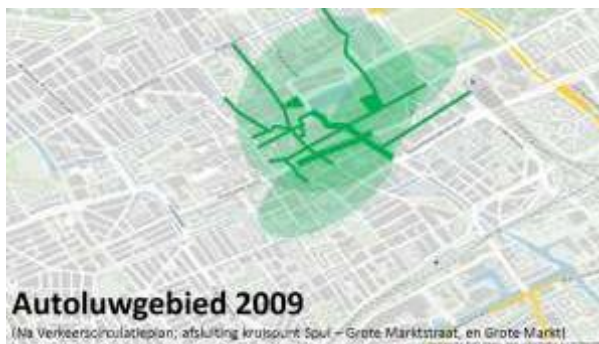 Autoluwgebied 2009
(Na Verkeerscirculatieplan; afsluiting kruispunt Spui – Grote Marktstraat, en Grote Markt)